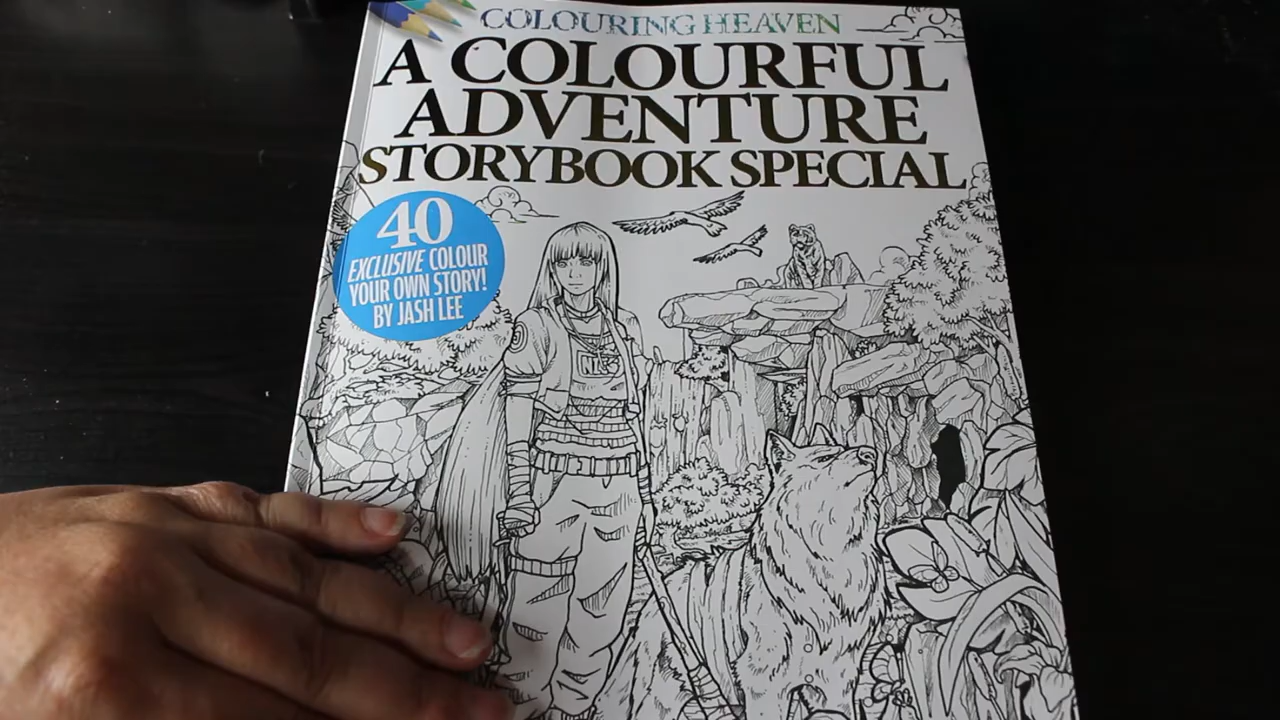 COLOURING HEAVEN
A COLOURFUL
ADVENTURE
STORYBOOK SPECIAL
40
EXCLUSIVE COLOUR
YOUR OWN STORY!
BY JASH LEE